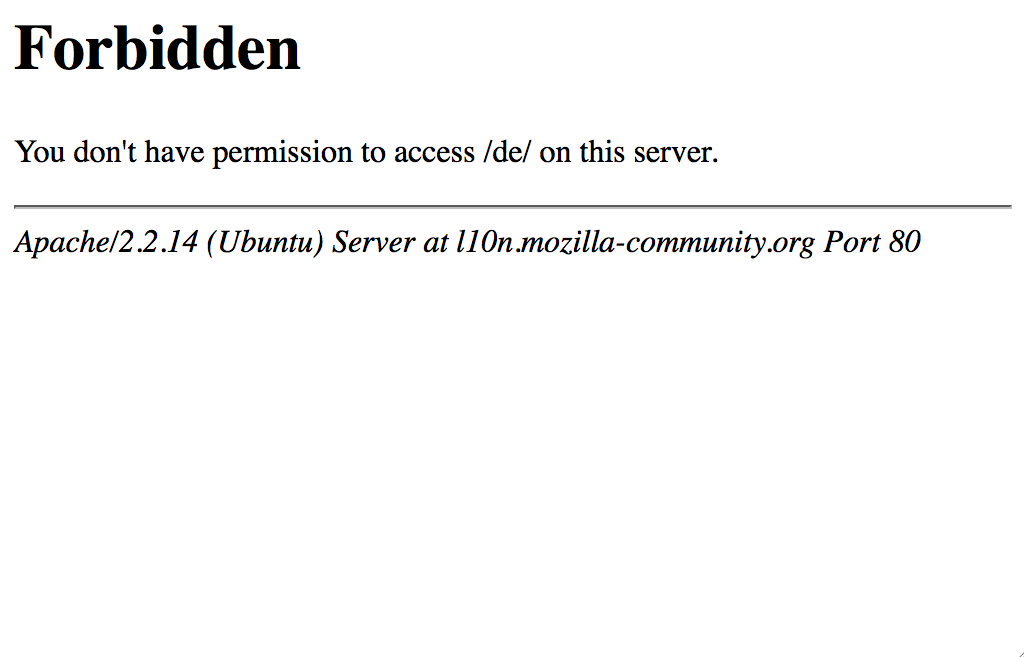 Forbidden
You don't have permission to access /de/ on this server.
Apache/2.2.14 (Ubuntu) Server at l10n.mozilla-community.org Port 80